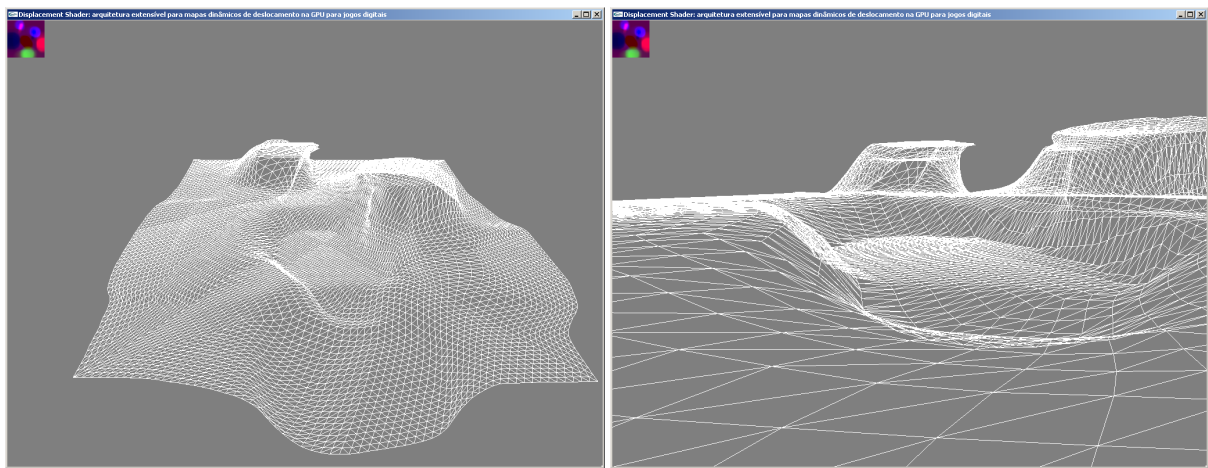 Displacement Shader: arquitetura extensível para mapas dinâmicos de deslocamento na GPU para jogos digitais
Displacement Shader: arquitetura extensível para mapas dinâmicos de deslocamento na GPU para jogos digitais